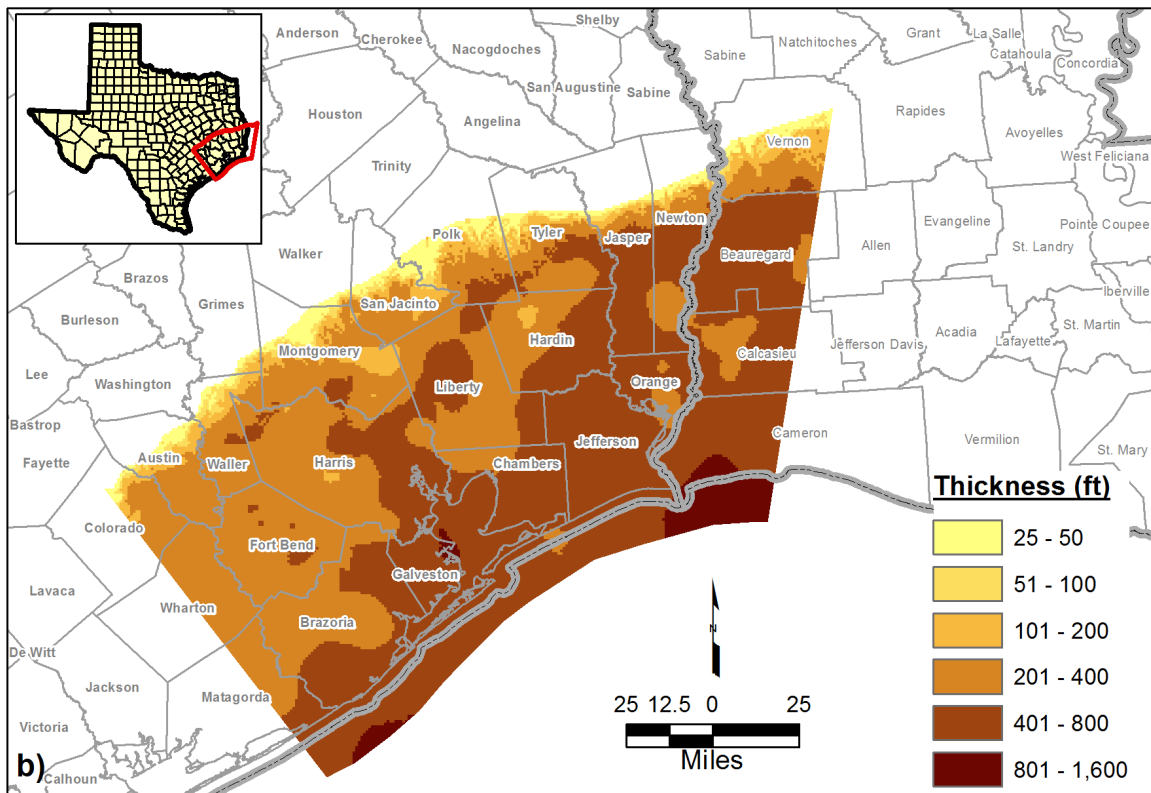 Shelby
Anderson
Cherokee
Nacogdoches
Sabine
Natchitoches
Grant
La Salle
Catahoula
Concordia
San Augustine
Sabine
Houston
Angelina
Rapides
Avoyelles
Trinity
Vernon
West Feliciana
Polk
Tyler
Newton
Jasper
Evangeline
Pointe Coupee
Walker
Beauregard
Allen
St. Landry
Brazos
Grimes
San Jacinto
Iberville
Burleson
Hardin
Acadia
St. Martin
Montgomery
Calcasieu
Jefferson Davis
Lafayette
Lee
Washington
Liberty
Orange
Bastrop
Jefferson
Cameron
Vermilion
St. Mary
Fayette
Austin
Waller
Harris
Chambers
Colorado
Fort Bend
Galveston
Lavaca
Wharton
Brazoria
De Witt
Jackson
Matagorda
Victoria
Calhoun
b)
N
25 12.5 0 25
Miles
Thickness (ft)
25 - 50
51 - 100
101 - 200
201 - 400
401 - 800
801 - 1,600